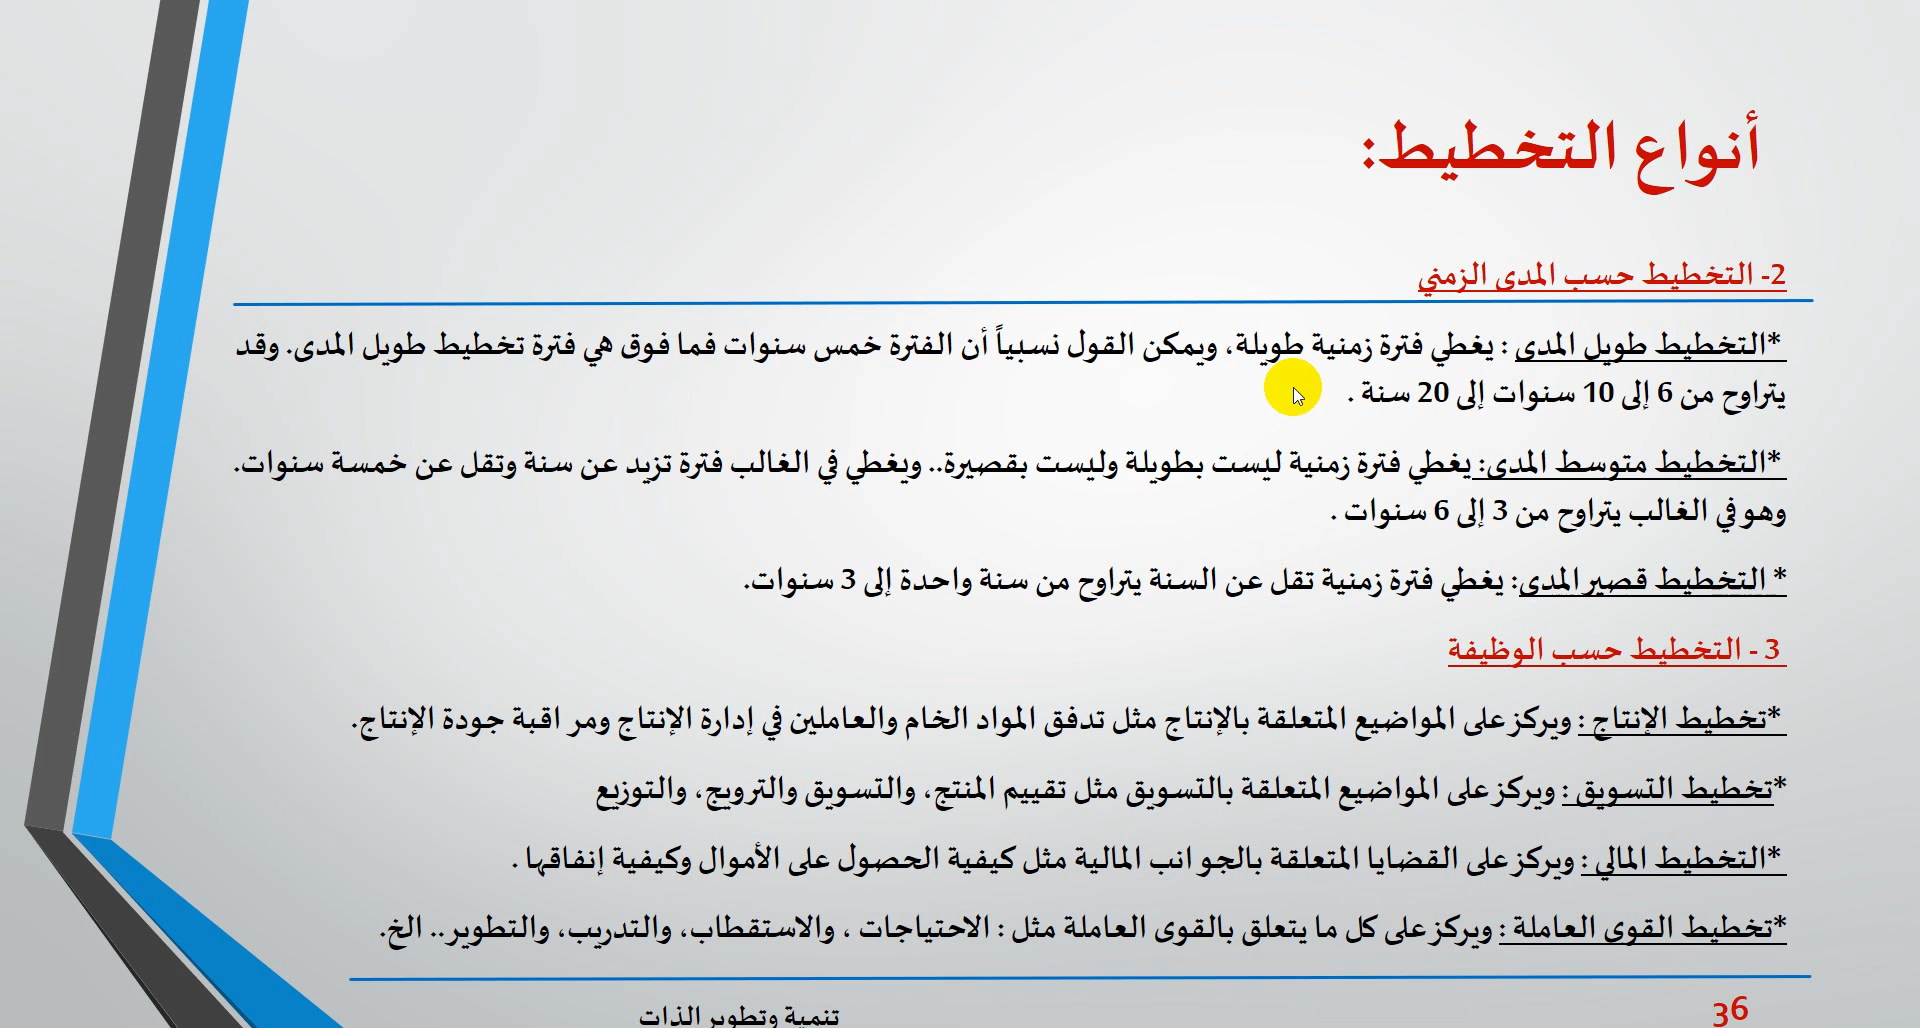 أنواع التخطيط:
2- التخطيط حسب المدى الزمني
*التخطيط طويل المدى : يغطي فترة زمنية طويلة، ويمكن القول نسبياً أن الفترة خمس سنوات فما فوق هي فترة تخطيط طويل المدى. وقد
يتراوح من 6 إلى 10 سنوات إلى 20 سنة .
*التخطيط متوسط المدى: يغطي فترة زمنية ليست بطويلة وليست بقصيرة.. ويغطي في الغالب فترة تزيد عن سنة وتقل عن خمسة سنوات.
وهو في الغالب يتراوح من 3 إلى 6 سنوات .
* التخطيط قصير المدى: يغطي فترة زمنية تقل عن السنة يتراوح من سنة واحدة إلى 3 سنوات.
3 - التخطيط حسب الوظيفة
*تخطيط الإنتاج : ويركز على المواضيع المتعلقة بالإنتاج مثل تدفق المواد الخام والعاملين في إدارة الإنتاج ومراقبة جودة الإنتاج.
*تخطيط التسويق : ويركز على المواضيع المتعلقة بالتسويق مثل تقييم المنتج، والتسويق والترويج، والتوزيع
*التخطيط المالي : ويركز على القضايا المتعلقة بالجوانب المالية مثل كيفية الحصول على الأموال وكيفية إنفاقها .
*تخطيط القوى العاملة : ويركز على كل ما يتعلق بالقوى العاملة مثل : الاحتياجات ، والاستقطاب، والتدريب، والتطوير.. الخ.
36
تنمية وتطوير الذات